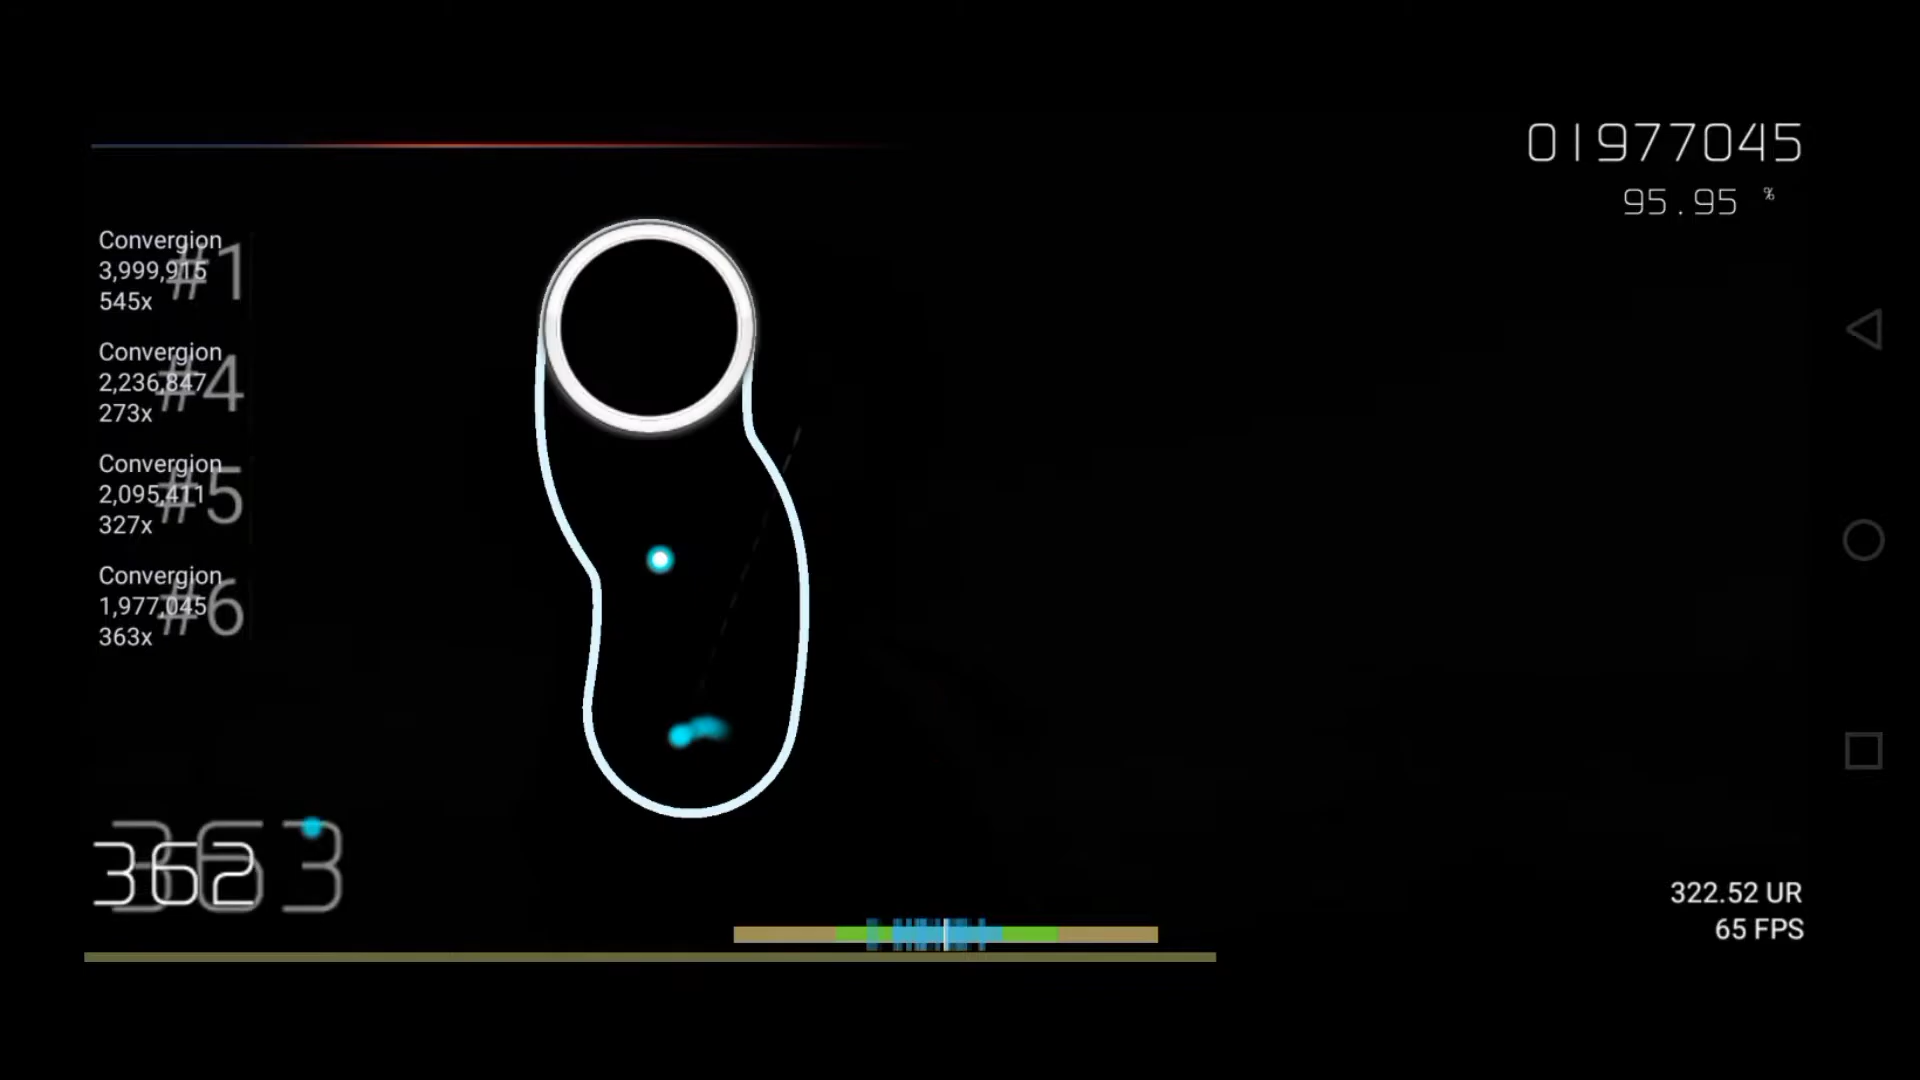 01977045
95.95 %
Convergion
#1
3,999,915
545x
Convergion
#4
2,236,847
273x
Convergion
#5
2,095,411
327x
Convergion
#6
1,977,045
363x
363
362
322.52 UR
65 FPS